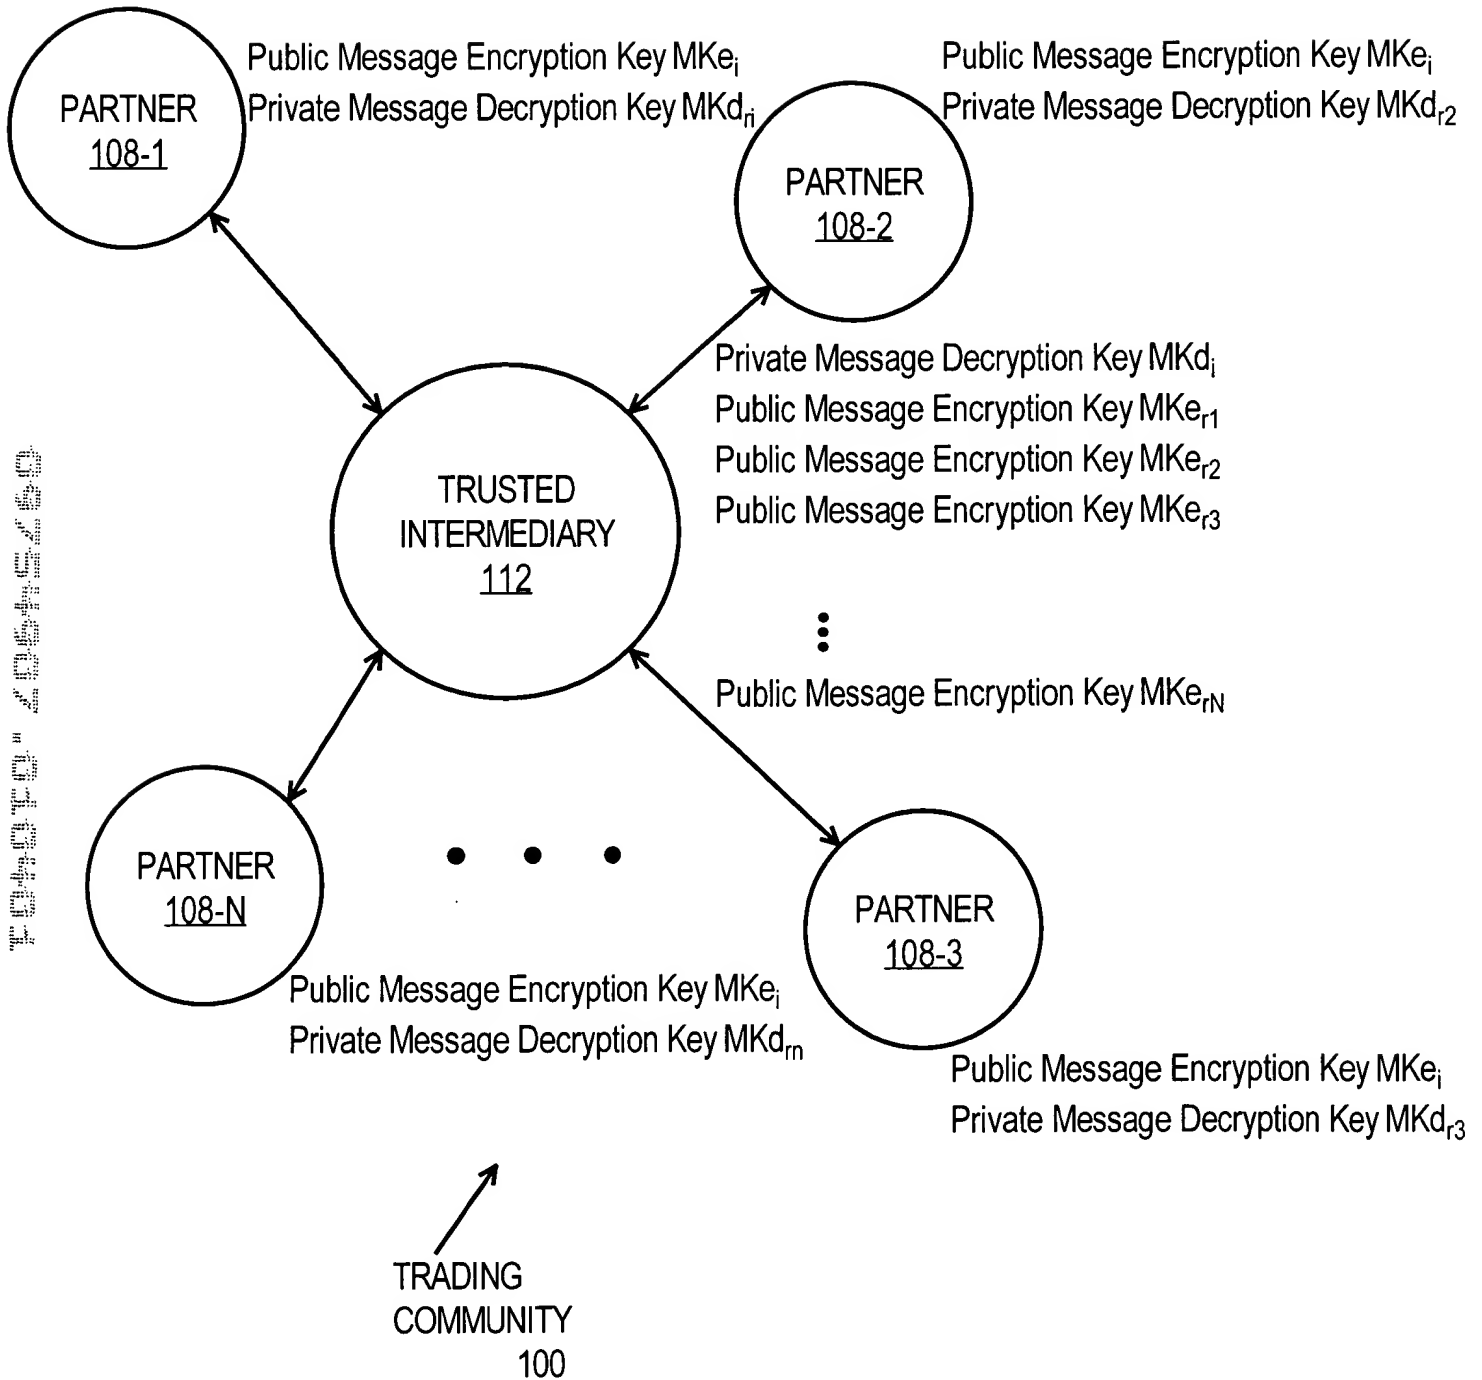 Public Message Encryption Key MKei
Private Message Decryption Key MKdri
PARTNER
108-1
Public Message Encryption Key MKei
Private Message Decryption Key MKdr2
PARTNER
108-2
Private Message Decryption Key MKdi
Public Message Encryption Key MKer1
Public Message Encryption Key MKer2
Public Message Encryption Key MKer3
TRUSTED
INTERMEDIARY
112
Public Message Encryption Key MKerN
PARTNER
108-N
Public Message Encryption Key MKei
Private Message Decryption Key MKdrn
PARTNER
108-3
Public Message Encryption Key MKei
Private Message Decryption Key MKdr3
TRADING
COMMUNITY
100